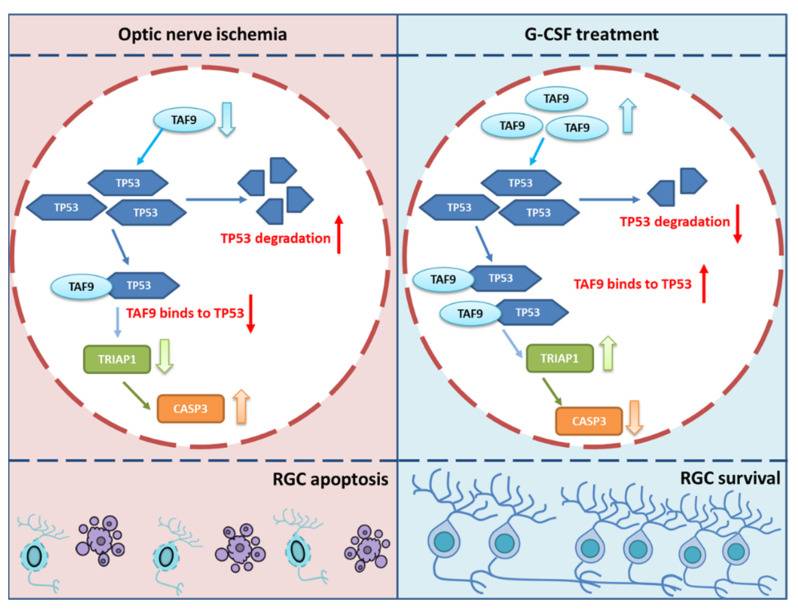 Optic nerve ischemia
TAF9
TP53
TP53
TP53
TP53 degradation
TAF9
TP53
TAF9 binds to TP53
TRIAP1
CASP3
RGC apoptosis
G-CSF treatment
TAF9
TAF9
TAF9
TP53
TP53
TP53
TP53 degradation
TAF9
TP53
TAF9 binds to TP53
TAF9
TP53
TRIAP1
CASP3
RGC survival